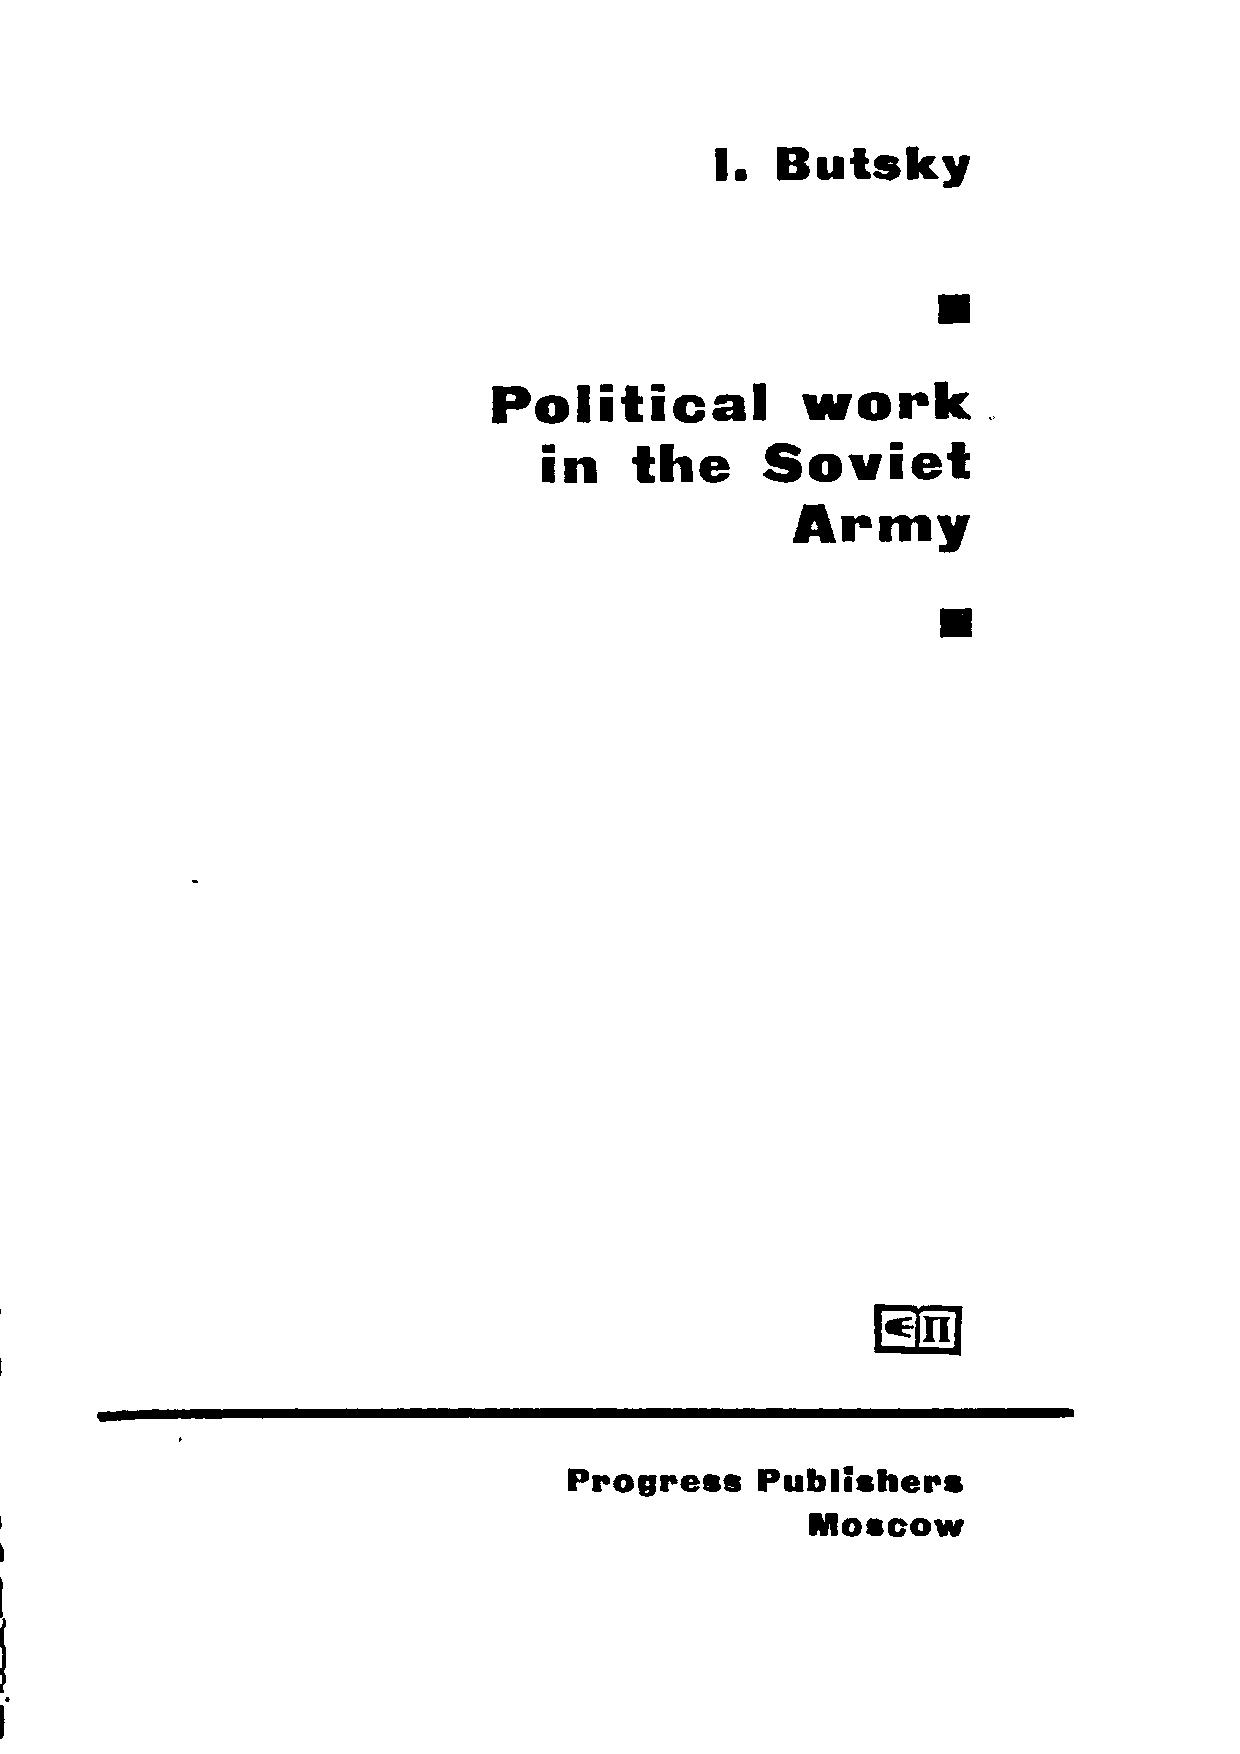 I. Butsky
Political work
in the Soviet
Army
П
Progress Publishers
Moscow